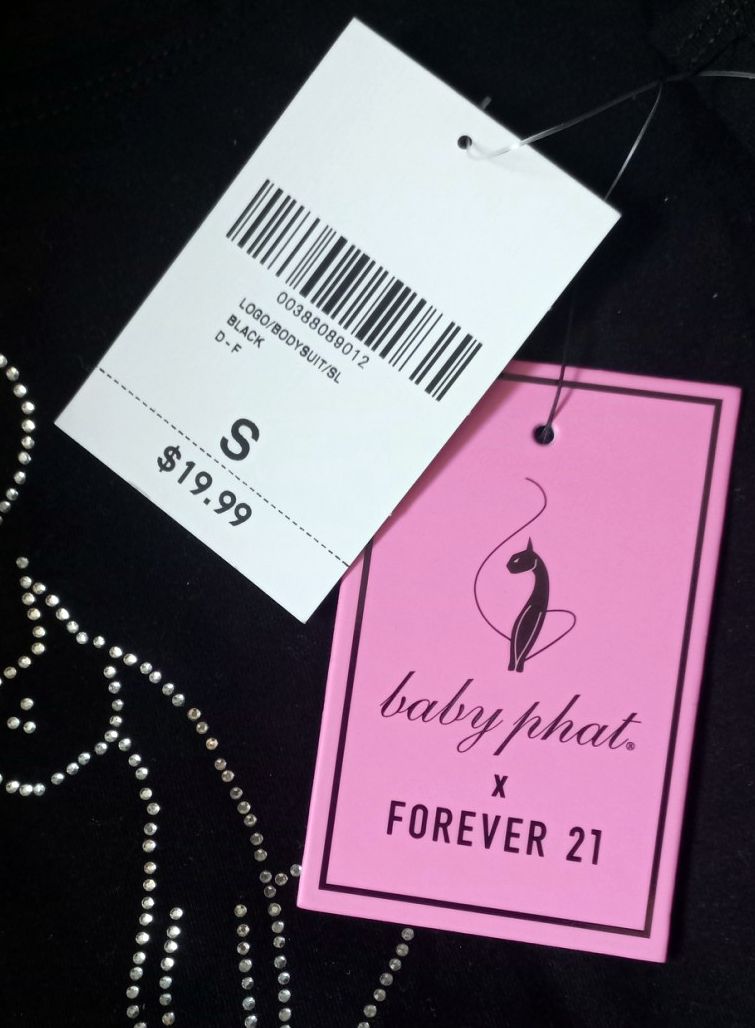 00388089012
LOGO/BODYSUIT/SL
BLACK
D-F
S
$19.99
baby phat®
x
FOREVER 21